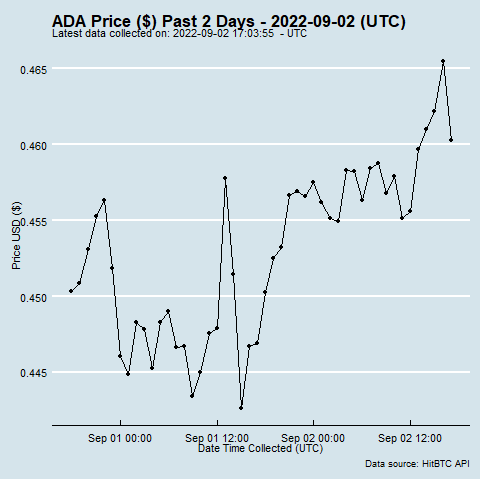 ADA Price ($) Past 2 Days - 2022-09-02 (UTC)
Latest data collected on: 2022-09-02 17:03:55  - UTC
0.465
0.460
0.455
0.450
0.445
Price USD ($)
Sep 01 00:00 Sep 01 12:00 Sep 02 00:00 Sep 02 12:00
Date Time Collected (UTC)
Data source: HitBTC API